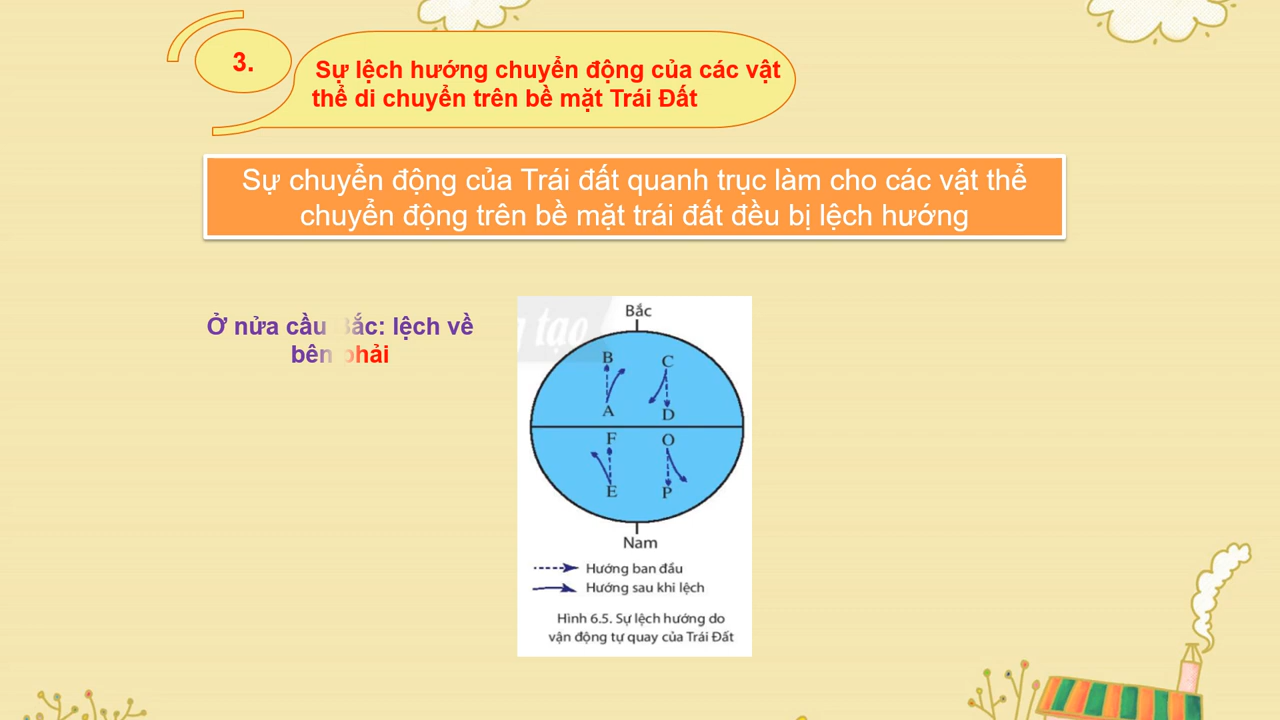 3.
Sự lệch hướng chuyển động của các vật
thể di chuyển trên bề mặt Trái Đất
Sự chuyển động của Trái đất quanh trục làm cho các vật thể
chuyển động trên bề mặt trái đất đều bị lệch hướng
Ở nửa cầu Bắc: lệch về
bên phải
tạo
Bắc
B C
A D
F O
E P
Nam
Hướng ban đầu
Hướng sau khi lệch
Hình 6.5. Sự lệch hướng do
vận động tự quay của Trái Đất